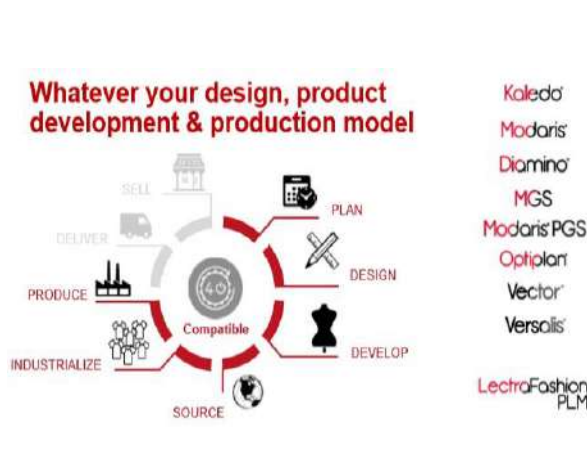 Whatever your design, product
development & production model
SELL
PLAN
DELIVER
DESIGN
PRODUCE
4.0
Compatible
DEVELOP
INDUSTRIALIZE
SOURCE
Kaledo
Modaris
Diamino
MGS
Modaris PGS
Optiplan
Vector
Versalis
LectraFashion
PLM